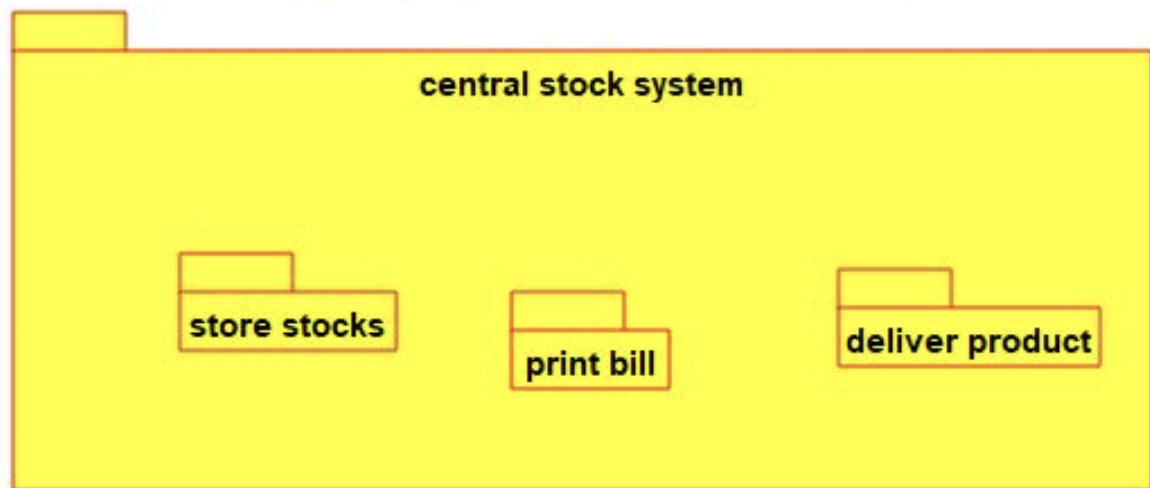 central stock system
store stocks
print bill
deliver product